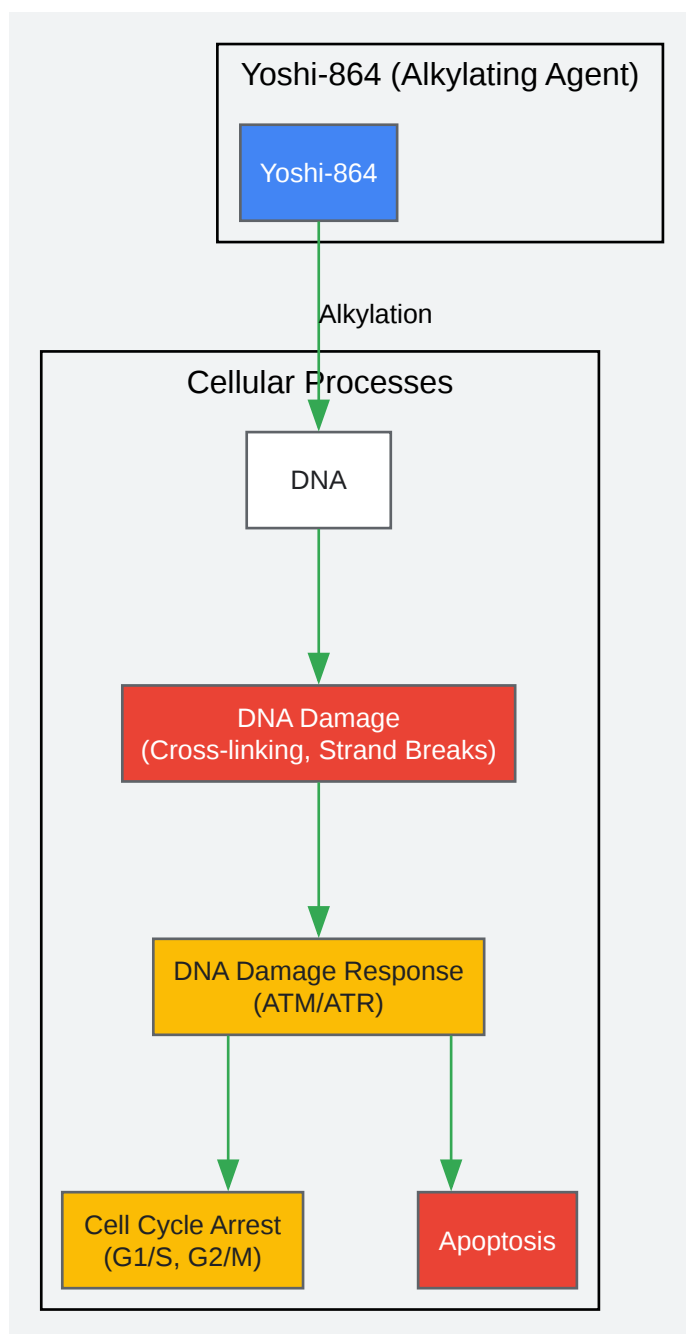 Yoshi-864 (Alkylating Agent)
Yoshi-864
Alkylation
Cellular Processes
DNA
DNA Damage
(Cross-linking, Strand Breaks)
DNA Damage Response
(ATM/ATR)
Cell Cycle Arrest
(G1/S, G2/M)
Apoptosis